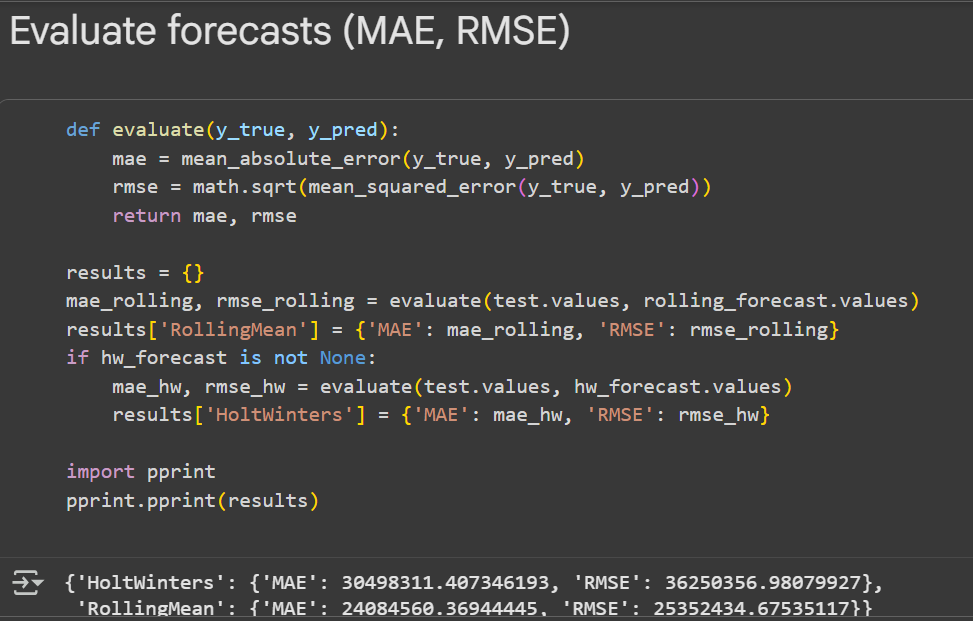 Evaluate forecasts (MAE, RMSE)
def evaluate(y_true, y_pred):
    mae = mean_absolute_error(y_true, y_pred)
    rmse = math.sqrt(mean_squared_error(y_true, y_pred))
    return mae, rmse
results = {}
mae_rolling, rmse_rolling = evaluate(test.values, rolling_forecast.values)
results['RollingMean'] = {'MAE': mae_rolling, 'RMSE': rmse_rolling}
if hw_forecast is not None:
    mae_hw, rmse_hw = evaluate(test.values, hw_forecast.values)
    results['HoltWinters'] = {'MAE': mae_hw, 'RMSE': rmse_hw}
import pprint
pprint.pprint(results)
{'HoltWinters': {'MAE': 30498311.407346193, 'RMSE': 36250356.98079927},
 'RollingMean': {'MAE': 24084560.36944445, 'RMSE': 25352434.67535117}}